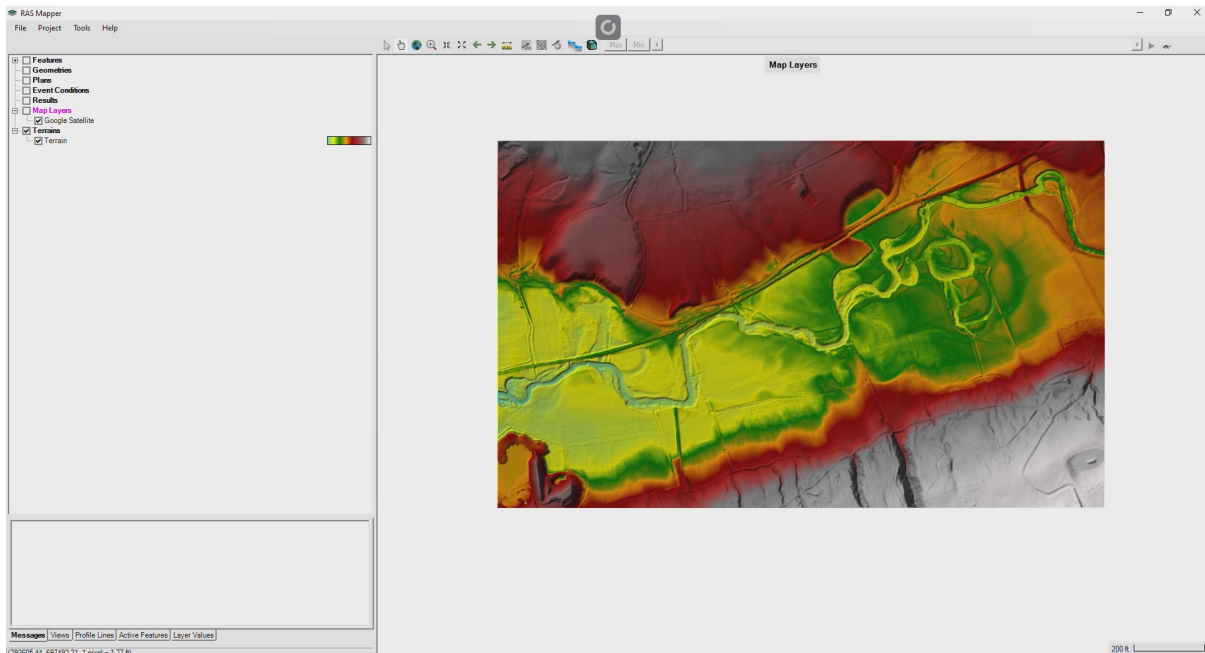 RAS Mapper
File Project Tools Help
Max Min
Features
Geometries
Plans
Event Conditions
Results
Map Layers
Google Satellite
Terrains
Terrain
Map Layers
Messages Views Profile Lines Active Features Layer Values
200 ft